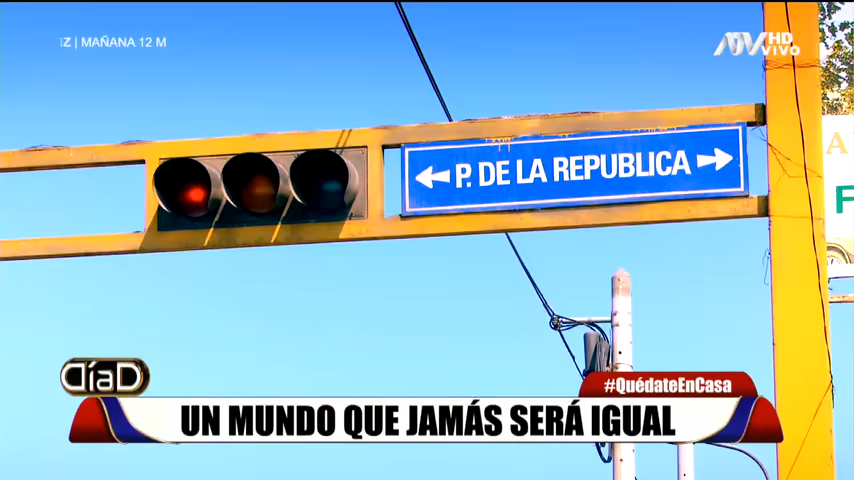 Z | MAÑANA 12 M
ATV HD
VIVO
P. DE LA REPUBLICA
DíaD
#QuédateEnCasa
UN MUNDO QUE JAMÁS SERÁ IGUAL
A
F